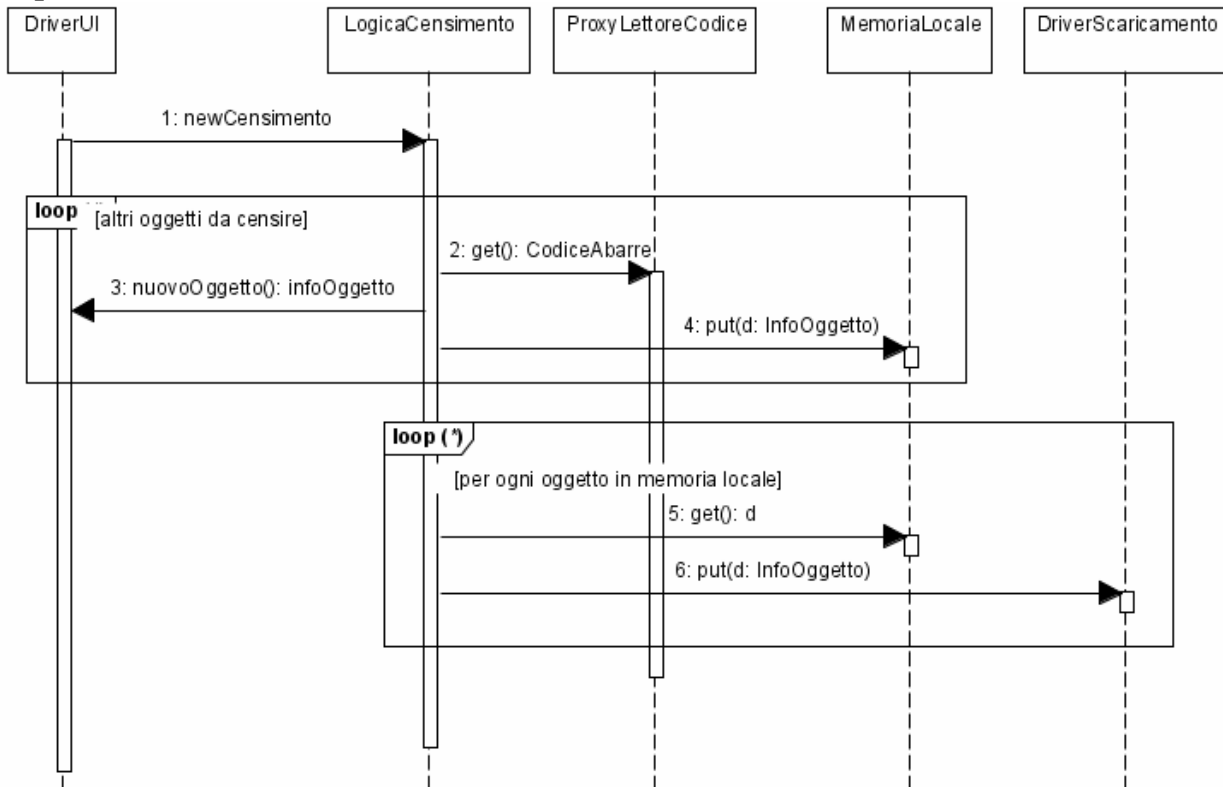 DriverUI
LogicaCensimento
ProxyLettoreCodice
MemoriaLocale
DriverScaricamento
1: newCensimento
loop
[altri oggetti da censire]
2: get(): CodiceAbarre
3: nuovoOggetto(): infoOggetto
4: put(d: InfoOggetto)
loop (*)
[per ogni oggetto in memoria locale]
5: get(): d
6: put(d: InfoOggetto)